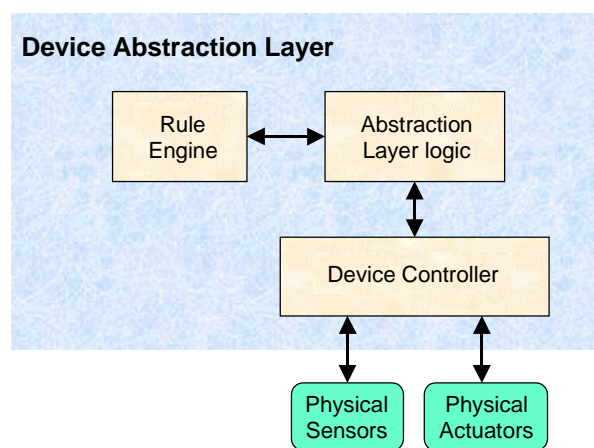 Device Abstraction Layer
Rule
Engine
Abstraction
Layer logic
Device Controller
Physical
Sensors
Physical
Actuators